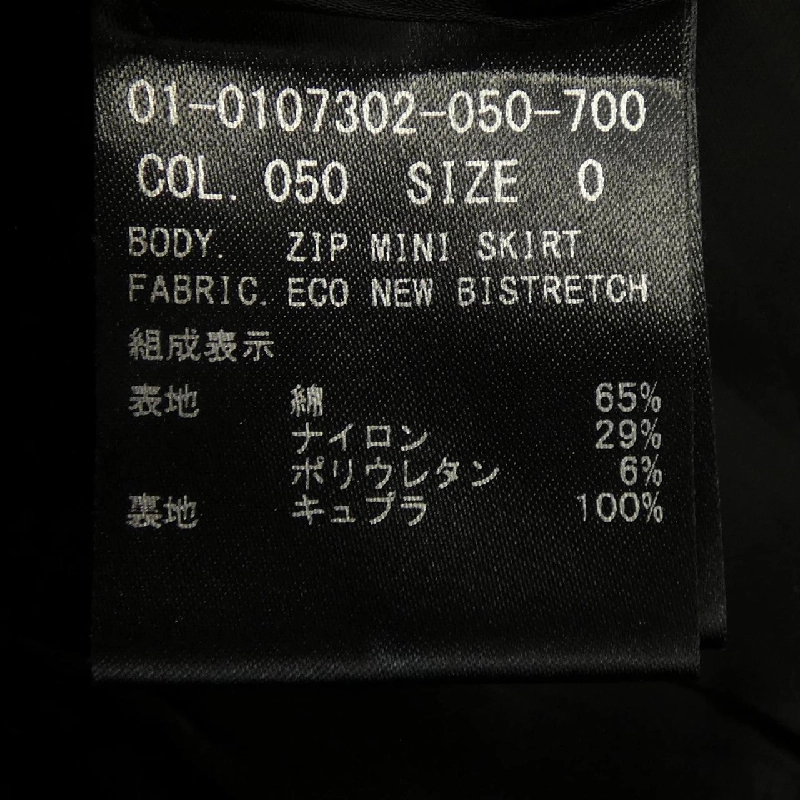 01-0107302-050-700
COL. 050 SIZE 0
BODY. ZIP MINI SKIRT
FABRIC. ECO NEW BISTRETCH
組成表示
表地 綿 65%
ナイロン 29%
ポリウレタン 6%
裏地 キュプラ 100%